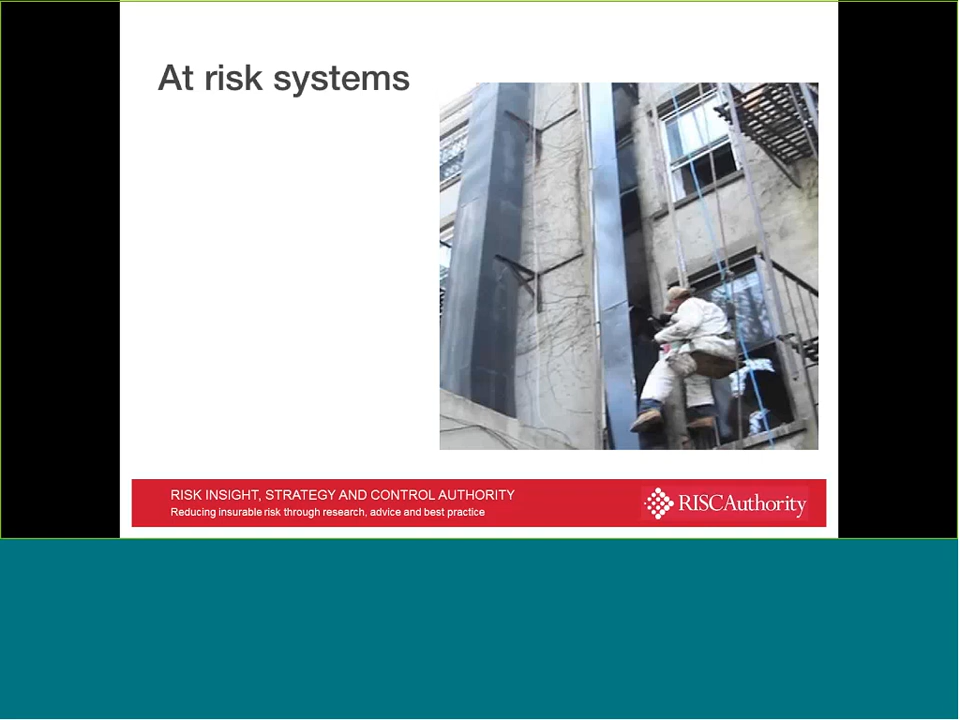 At risk systems
RISK INSIGHT, STRATEGY AND CONTROL AUTHORITY
Reducing insurable risk through research, advice and best practice
RISCAuthority